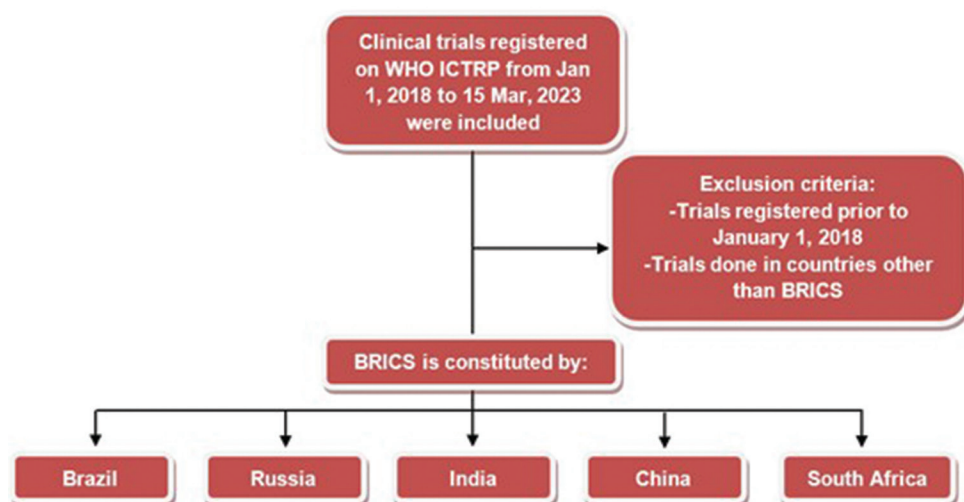 Clinical trials registered
on WHO ICTRP from Jan
1, 2018 to 15 Mar, 2023
were included
Exclusion criteria:
-Trials registered prior to
January 1, 2018
-Trials done in countries other
than BRICS
BRICS is constituted by:
Brazil
Russia
India
China
South Africa